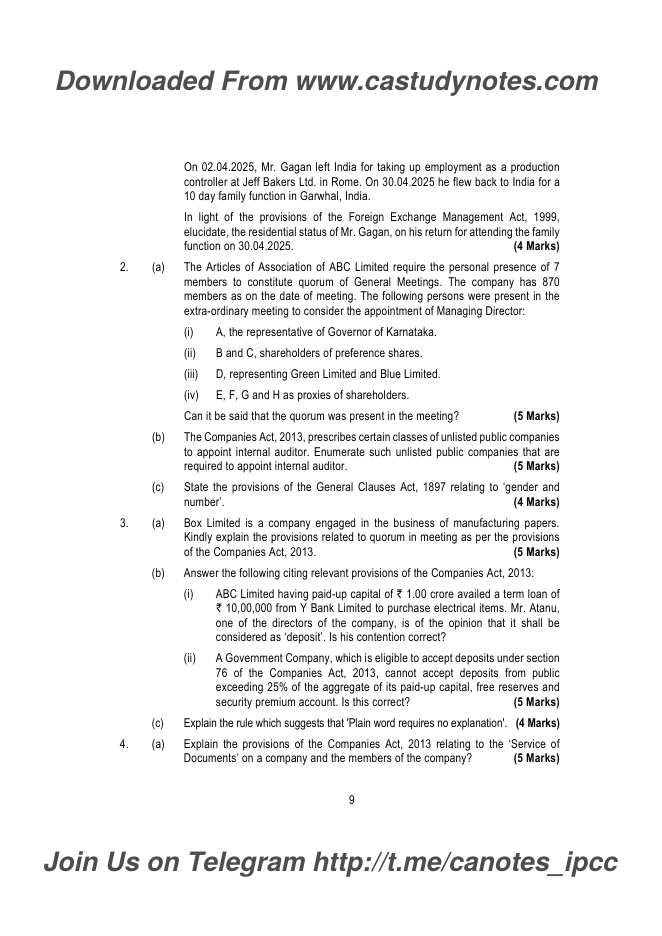 Downloaded From www.castudynotes.com
On 02.04.2025, Mr. Gagan left India for taking up employment as a production
controller at Jeff Bakers Ltd. in Rome. On 30.04.2025 he flew back to India for a
10 day family function in Garwhal, India.
In light of the provisions of the Foreign Exchange Management Act, 1999,
elucidate, the residential status of Mr. Gagan, on his return for attending the family
function on 30.04.2025. (4 Marks)
2. (a) The Articles of Association of ABC Limited require the personal presence of 7
members to constitute quorum of General Meetings. The company has 870
members as on the date of meeting. The following persons were present in the
extra-ordinary meeting to consider the appointment of Managing Director:
(i) A, the representative of Governor of Karnataka.
(ii) B and C, shareholders of preference shares.
(iii) D, representing Green Limited and Blue Limited.
(iv) E, F, G and H as proxies of shareholders.
Can it be said that the quorum was present in the meeting? (5 Marks)
(b) The Companies Act, 2013, prescribes certain classes of unlisted public companies
to appoint internal auditor. Enumerate such unlisted public companies that are
required to appoint internal auditor. (5 Marks)
(c) State the provisions of the General Clauses Act, 1897 relating to ‘gender and
number’. (4 Marks)
3. (a) Box Limited is a company engaged in the business of manufacturing papers.
Kindly explain the provisions related to quorum in meeting as per the provisions
of the Companies Act, 2013. (5 Marks)
(b) Answer the following citing relevant provisions of the Companies Act, 2013:
(i) ABC Limited having paid-up capital of ₹ 1.00 crore availed a term loan of
₹ 10,00,000 from Y Bank Limited to purchase electrical items. Mr. Atanu,
one of the directors of the company, is of the opinion that it shall be
considered as ‘deposit’. Is his contention correct?
(ii) A Government Company, which is eligible to accept deposits under section
76 of the Companies Act, 2013, cannot accept deposits from public
exceeding 25% of the aggregate of its paid-up capital, free reserves and
security premium account. Is this correct? (5 Marks)
(c) Explain the rule which suggests that 'Plain word requires no explanation'. (4 Marks)
4. (a) Explain the provisions of the Companies Act, 2013 relating to the ‘Service of
Documents’ on a company and the members of the company? (5 Marks)
9
Join Us on Telegram http://t.me/canotes_ipcc